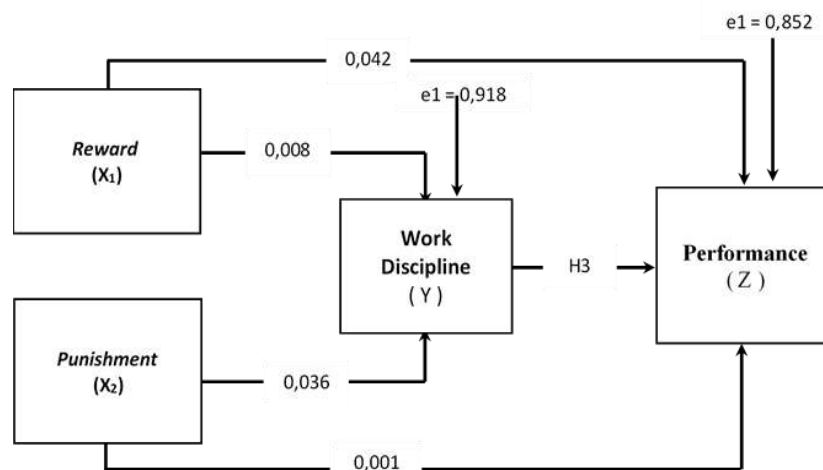 e1 = 0,852
0,042
e1 = 0,918
Reward
(X₁)
0,008
Work
Discipline
( Y )
H3
Performance
( Z )
Punishment
(X₂)
0,036
0,001